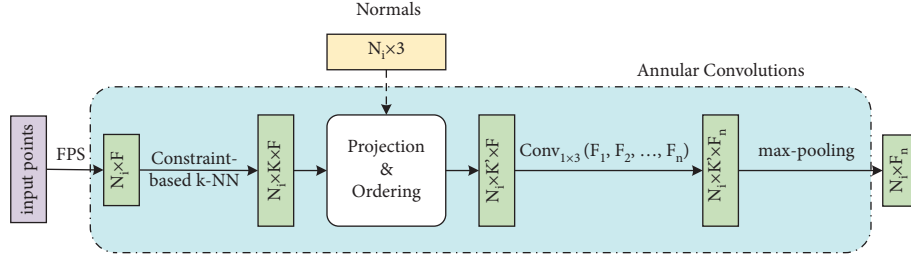 Normals
Nᵢ×3
Annular Convolutions
input points
FPS
Nᵢ×F
Constraint-
based k-NN
Nᵢ×K×F
Projection
&
Ordering
Nᵢ×K'×F
Conv₁ₓ₃ (F₁, F₂, ..., Fₙ)
Nᵢ×K'×Fₙ
max-pooling
Nᵢ×Fₙ